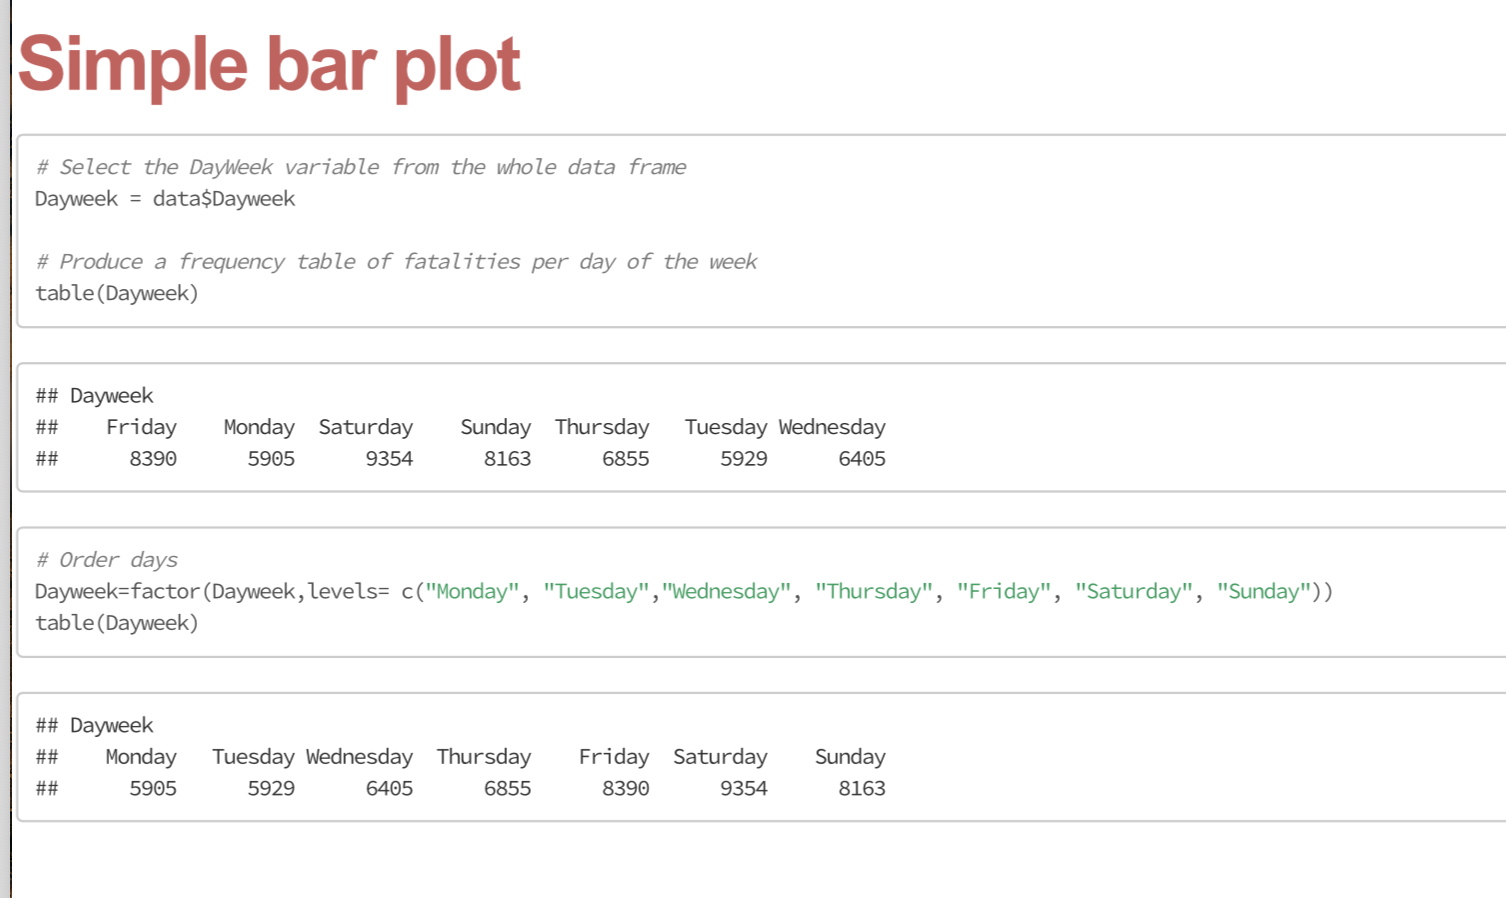 Simple bar plot
# Select the DayWeek variable from the whole data frame
Dayweek = data$Dayweek
# Produce a frequency table of fatalities per day of the week
table(Dayweek)
## Dayweek
##    Friday    Monday  Saturday    Sunday  Thursday   Tuesday Wednesday
##      8390      5905      9354      8163      6855      5929      6405
# Order days
Dayweek=factor(Dayweek,levels= c("Monday", "Tuesday","Wednesday", "Thursday", "Friday", "Saturday", "Sunday"))
table(Dayweek)
## Dayweek
##    Monday   Tuesday Wednesday  Thursday    Friday  Saturday    Sunday
##      5905      5929      6405      6855      8390      9354      8163